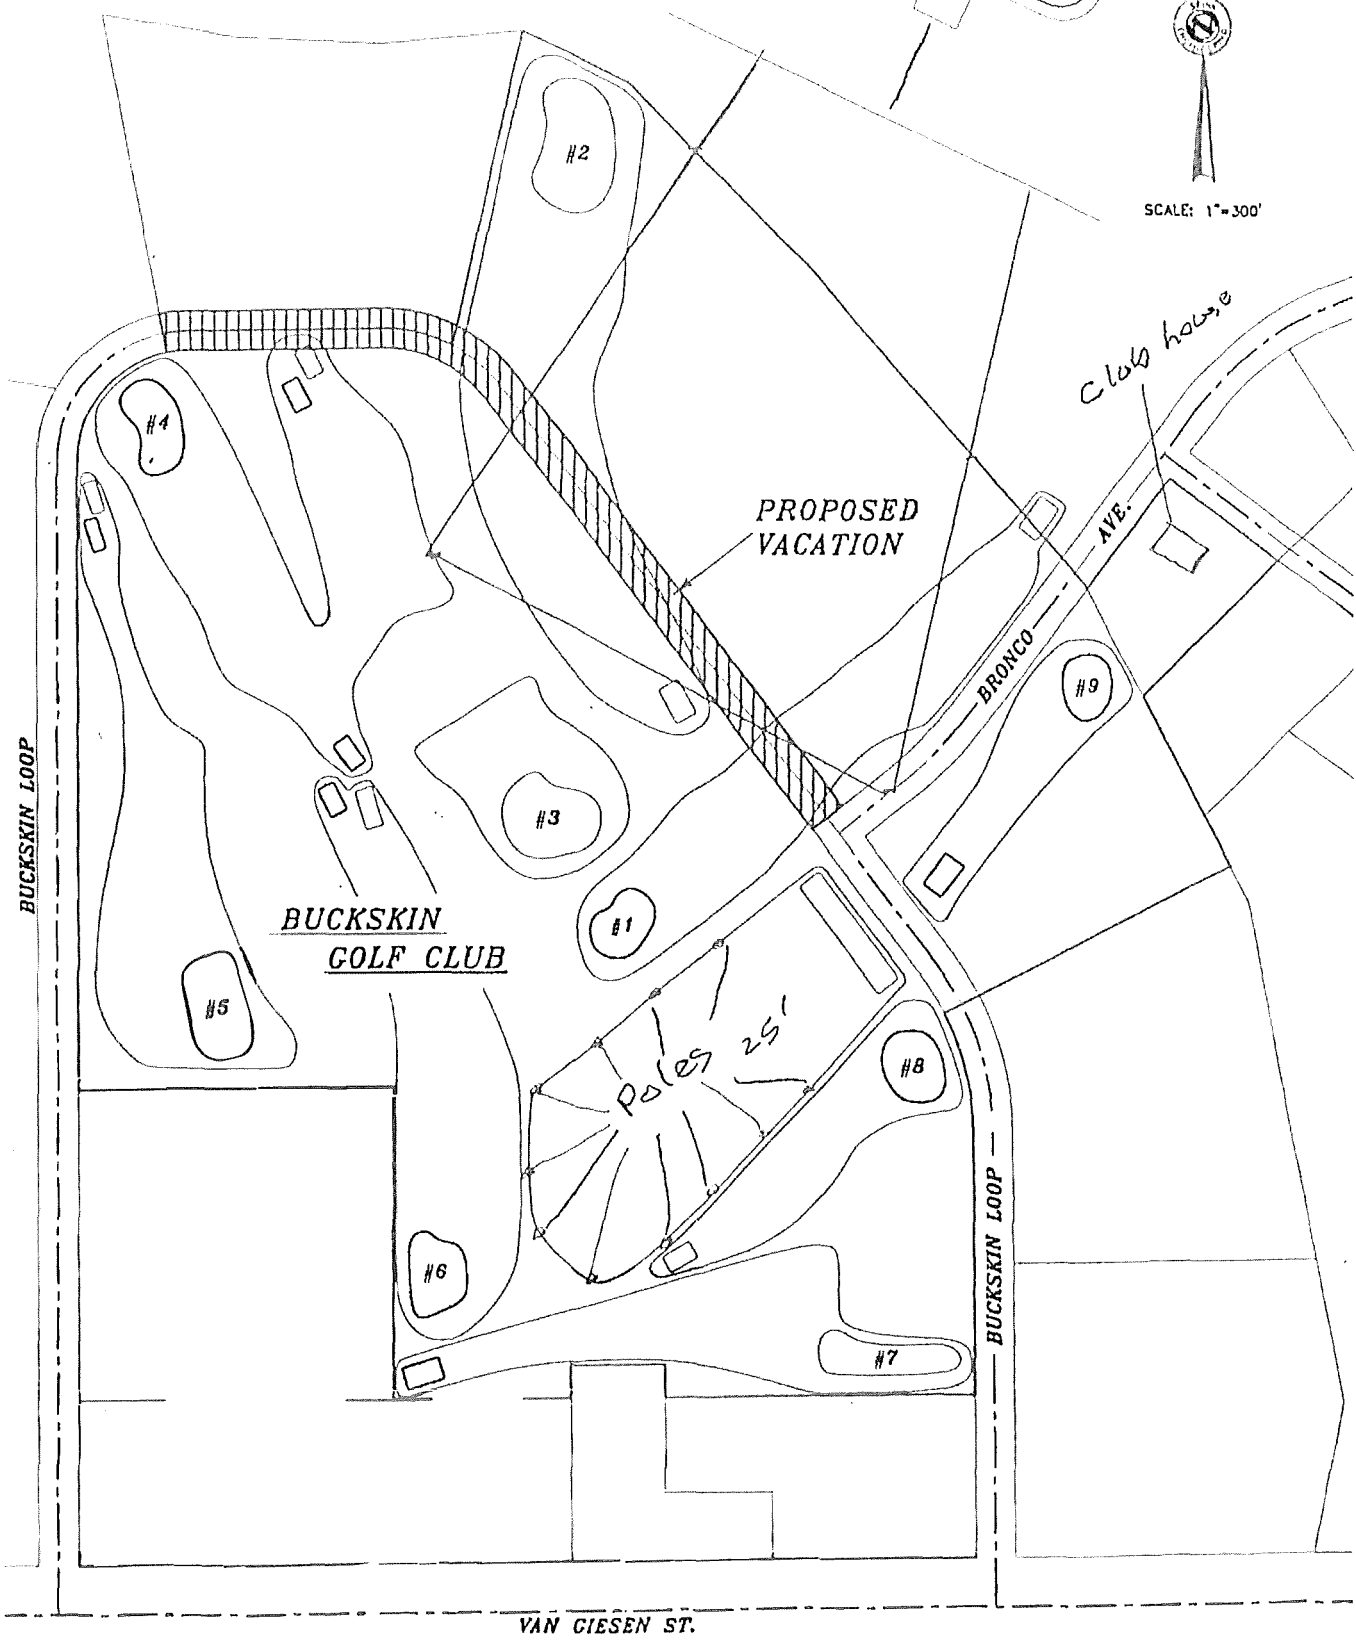 #2
SCALE: 1"=300'
Club house
#4
PROPOSED
VACATION
AVE.
BRONCO
#9
BUCKSKIN LOOP
#3
#1
BUCKSKIN
GOLF CLUB
#5
Poles 25'
#8
BUCKSKIN LOOP
#6
#7
VAN GIESEN ST.